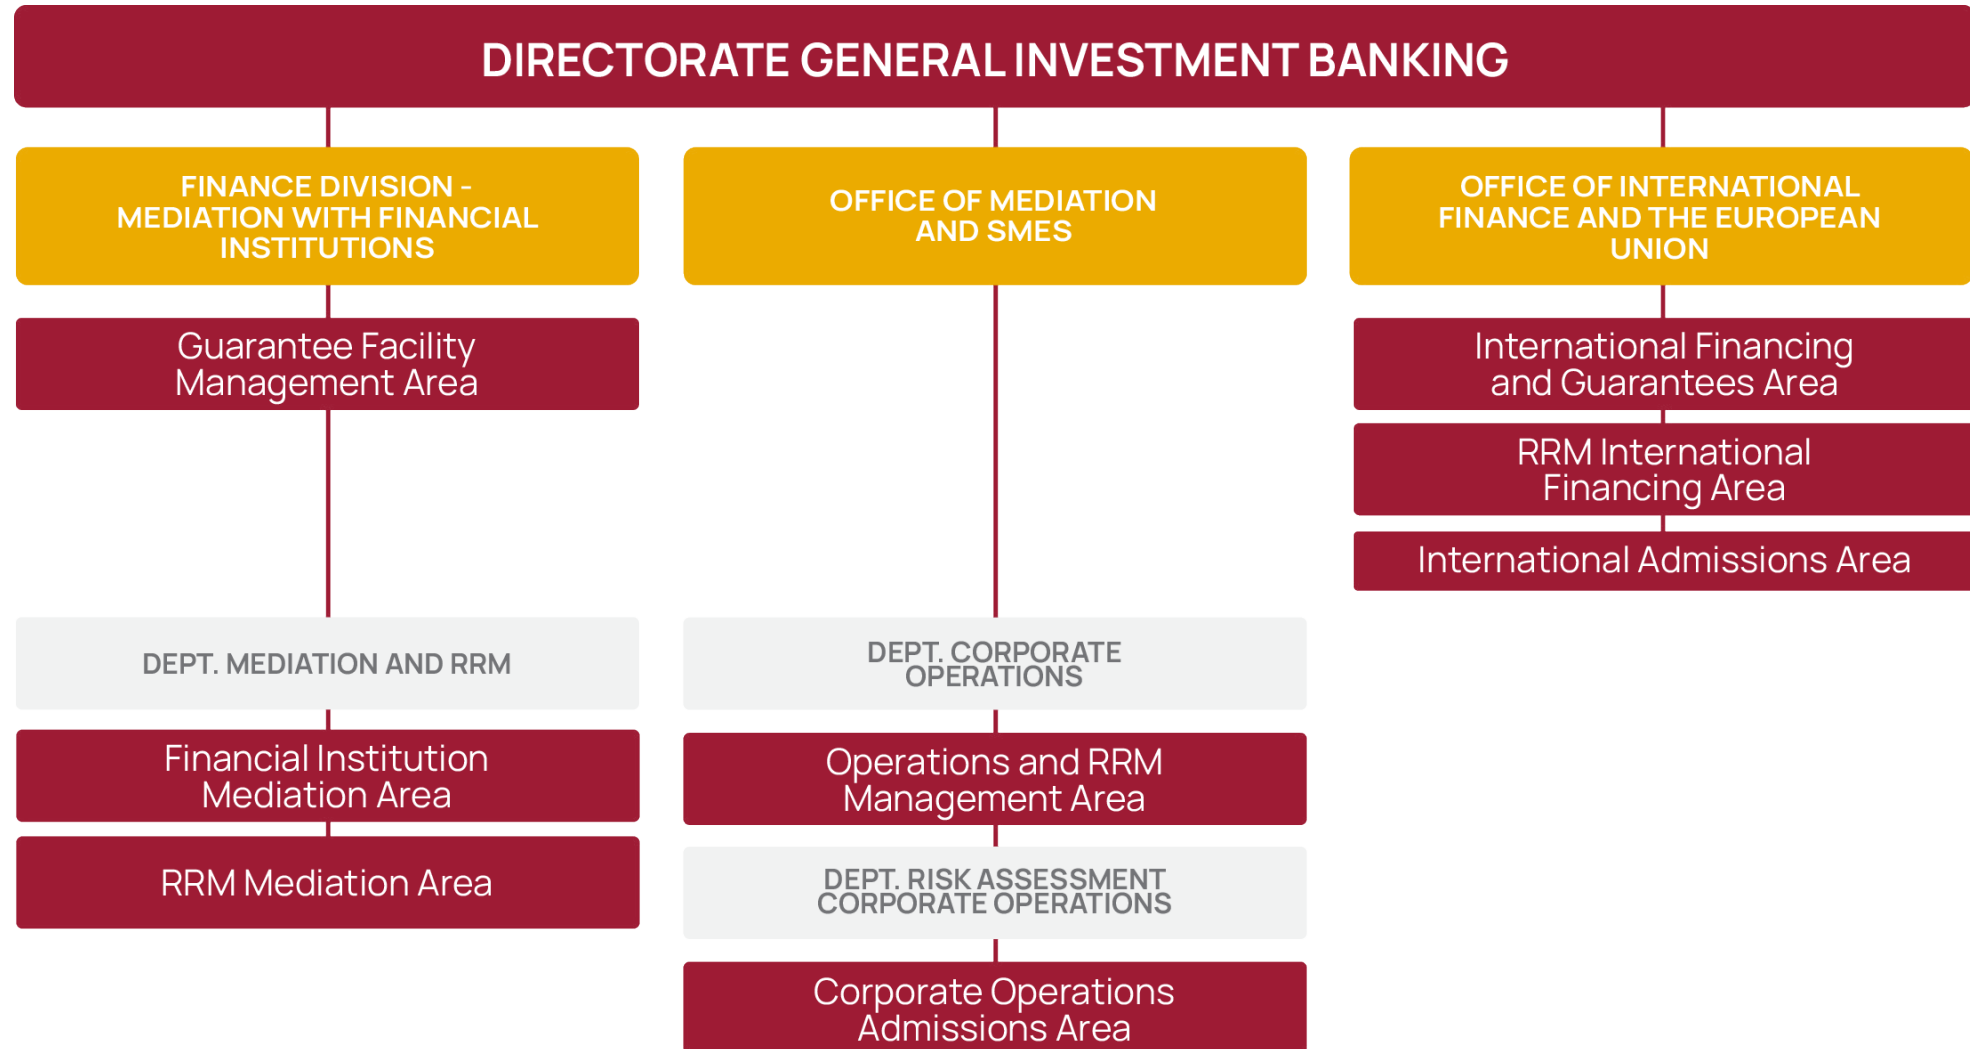 DIRECTORATE GENERAL INVESTMENT BANKING
FINANCE DIVISION -
MEDIATION WITH FINANCIAL
INSTITUTIONS
Guarantee Facility
Management Area
DEPT. MEDIATION AND RRM
Financial Institution
Mediation Area
RRM Mediation Area
OFFICE OF MEDIATION
AND SMES
DEPT. CORPORATE
OPERATIONS
Operations and RRM
Management Area
DEPT. RISK ASSESSMENT
CORPORATE OPERATIONS
Corporate Operations
Admissions Area
OFFICE OF INTERNATIONAL
FINANCE AND THE EUROPEAN
UNION
International Financing
and Guarantees Area
RRM International
Financing Area
International Admissions Area